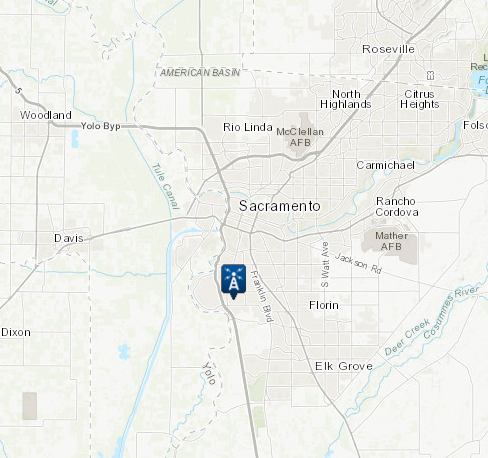 Roseville
AMERICAN BASIN
5
North
Highlands
Citrus
Heights
Woodland
Yolo Byp
Rio Linda
McClellan
AFB
Carmichael
Tule Canal
Rancho
Cordova
Sacramento
Davis
Mather
AFB
S Watt Ave
Jackson Rd
A
Franklin Blvd
Florin
Cosumnes River
Deer Creek
Dixon
Elk Grove
Yolo